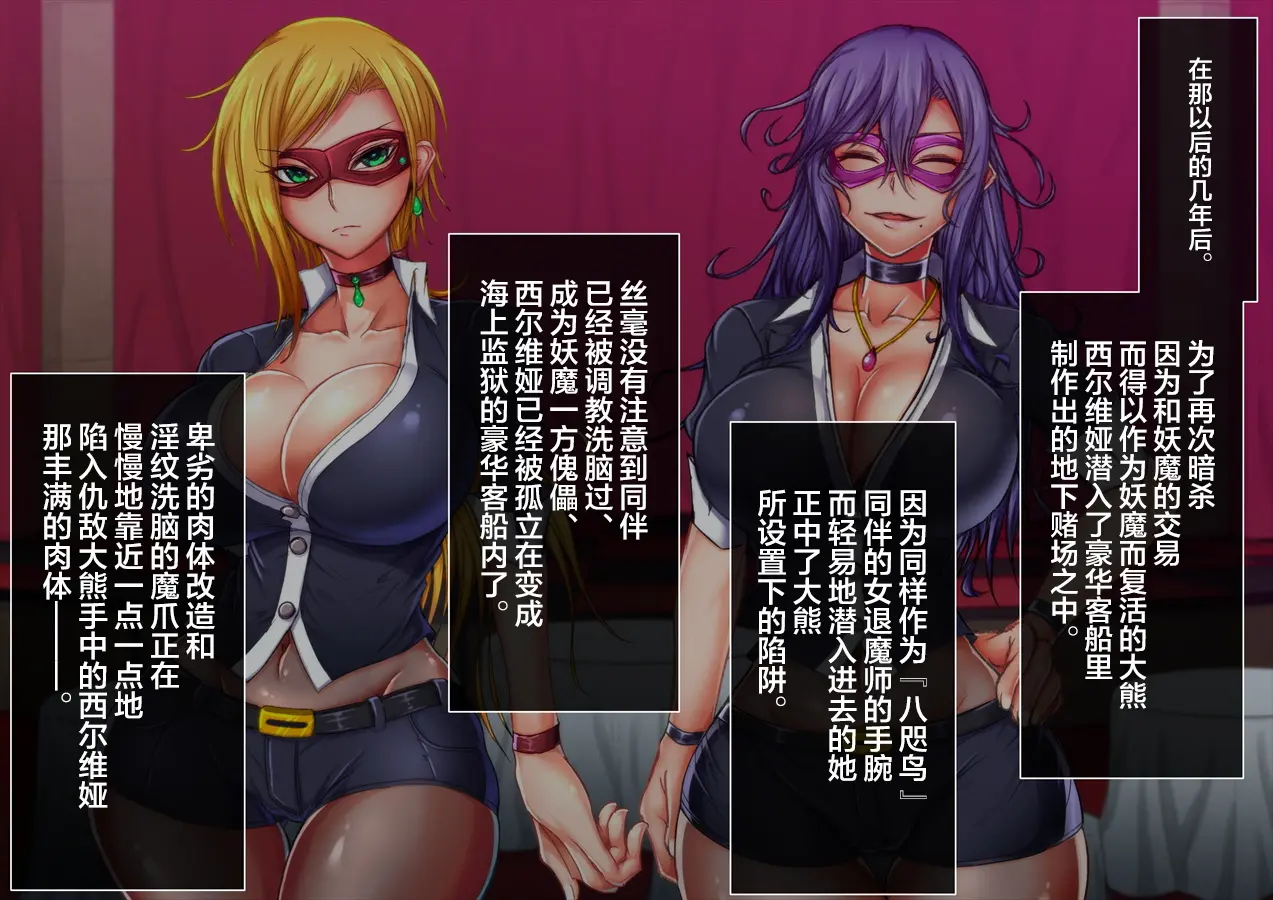 在那以后的几年后。
为了再次暗杀
因为和妖魔的交易
而得以作为妖魔而复活的大熊
西尔维娅潜入了豪华客船里
制作出的地下赌场之中。
因为同样作为『八咫鸟』
同伴的女退魔师的手腕
而轻易地潜入进去的她
正中了大熊
所设置下的陷阱。
丝毫没有注意到同伴
已经被调教洗脑过、
成为妖魔一方傀儡、
西尔维娅已经被孤立在变成
海上监狱的豪华客船内了。
卑劣的肉体改造和
淫纹洗脑的魔爪正在
慢慢地靠近一点一点地
陷入仇敌大熊手中的西尔维娅
那丰满的肉体———。